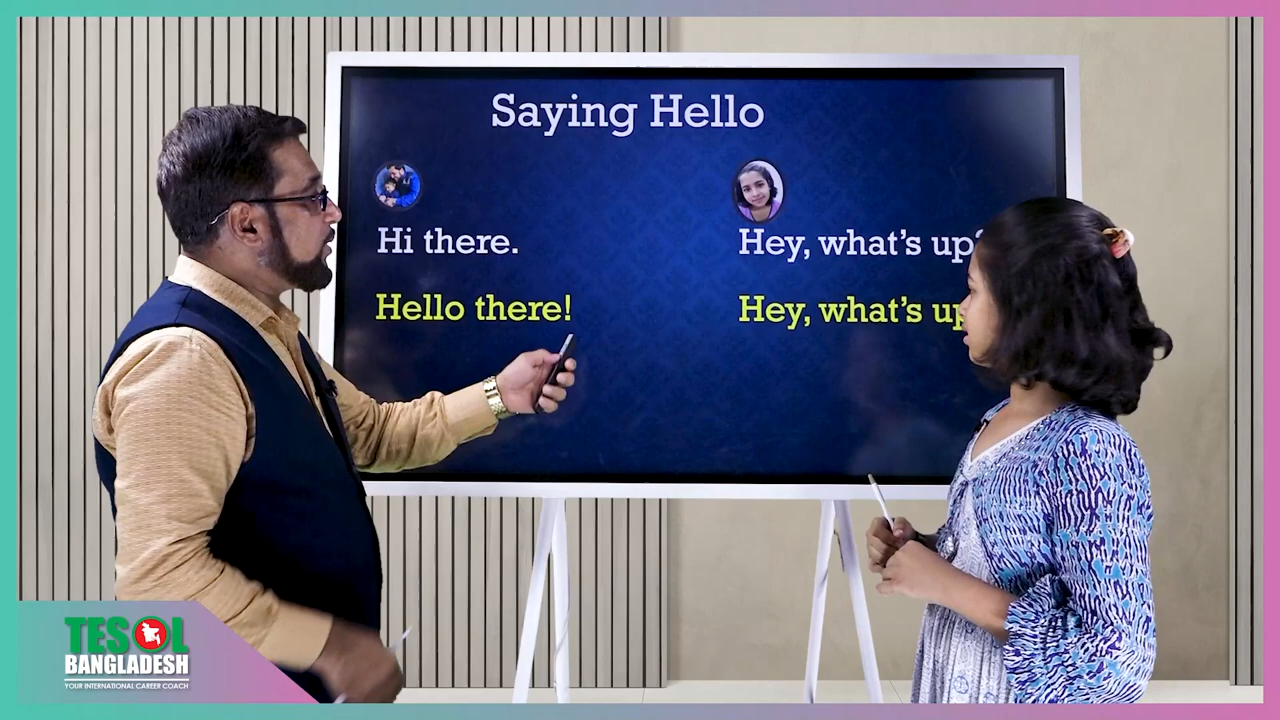 Saying Hello
Hi there.
Hey, what's up?
Hello there!
Hey, what's up
TESOL
BANGLADESH
YOUR INTERNATIONAL CAREER COACH